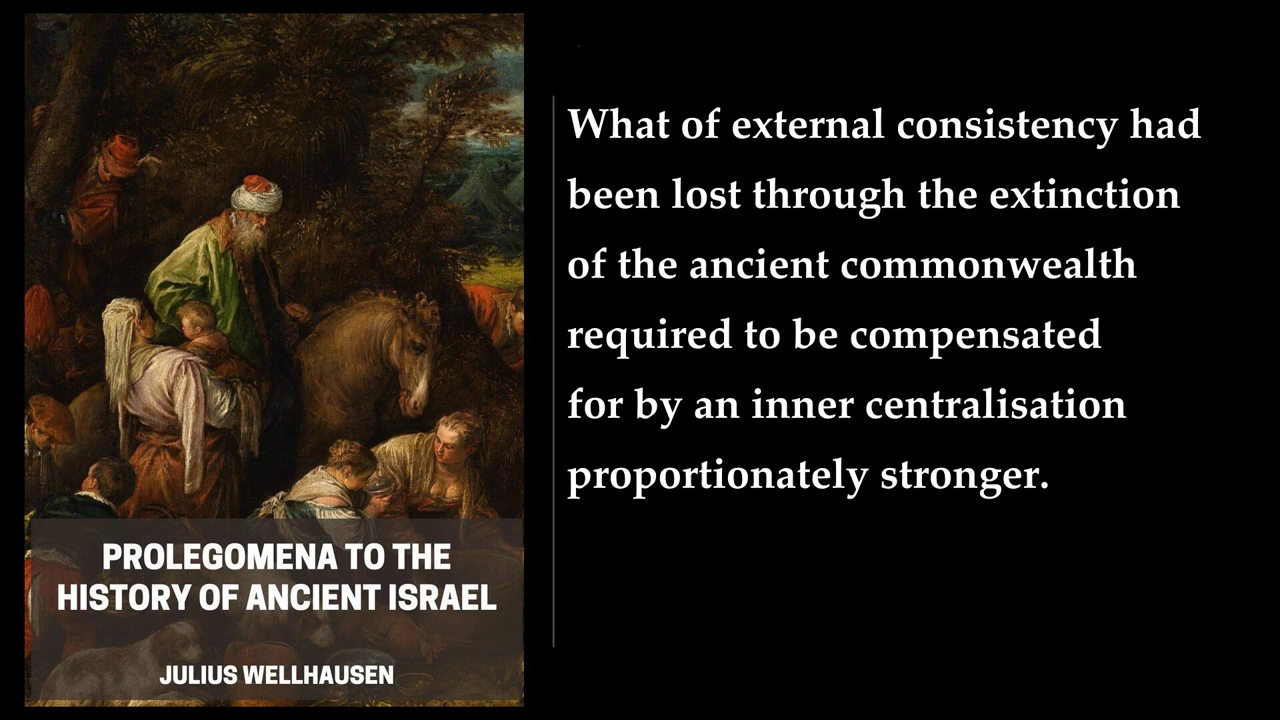 PROLEGOMENA TO THE
HISTORY OF ANCIENT ISRAEL
JULIUS WELLHAUSEN
What of external consistency had
been lost through the extinction
of the ancient commonwealth
required to be compensated
for by an inner centralisation
proportionately stronger.